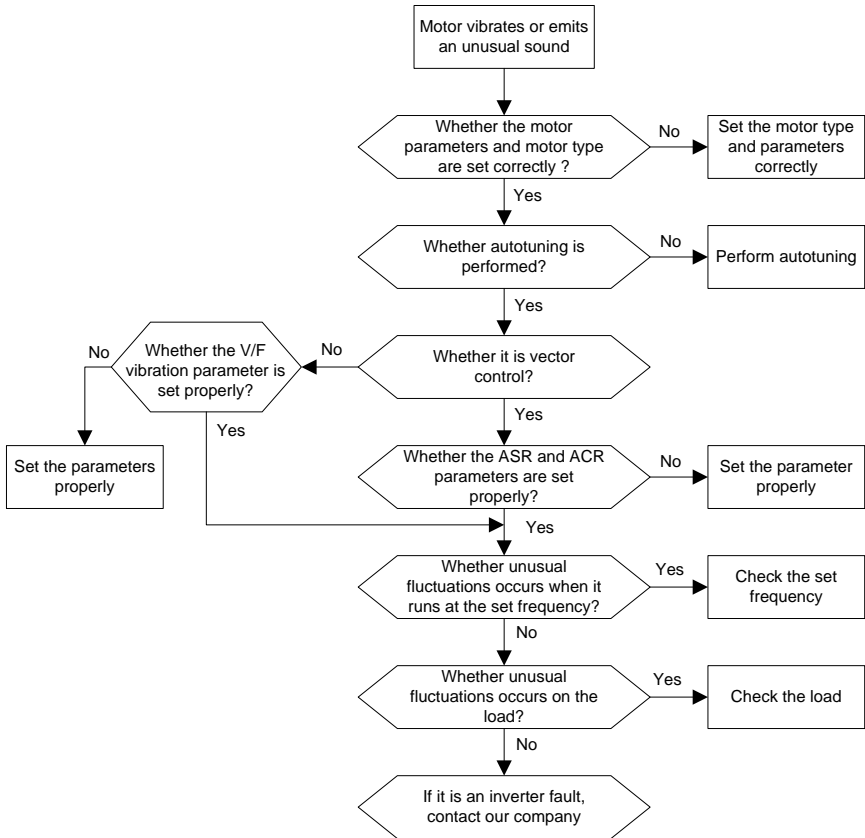 Motor vibrates or emits
an unusual sound
Whether the motor
parameters and motor type
are set correctly ?
No
Set the motor type
and parameters
correctly
Yes
Whether autotuning is
performed?
No
Perform autotuning
Yes
Whether it is vector
control?
No
Whether the V/F
vibration parameter is
set properly?
No
Set the parameters
properly
Yes
Yes
Whether the ASR and ACR
parameters are set
properly?
No
Set the parameter
properly
Yes
Whether unusual
fluctuations occurs when it
runs at the set frequency?
Yes
Check the set
frequency
No
Whether unusual
fluctuations occurs on the
load?
Yes
Check the load
No
If it is an inverter fault,
contact our company